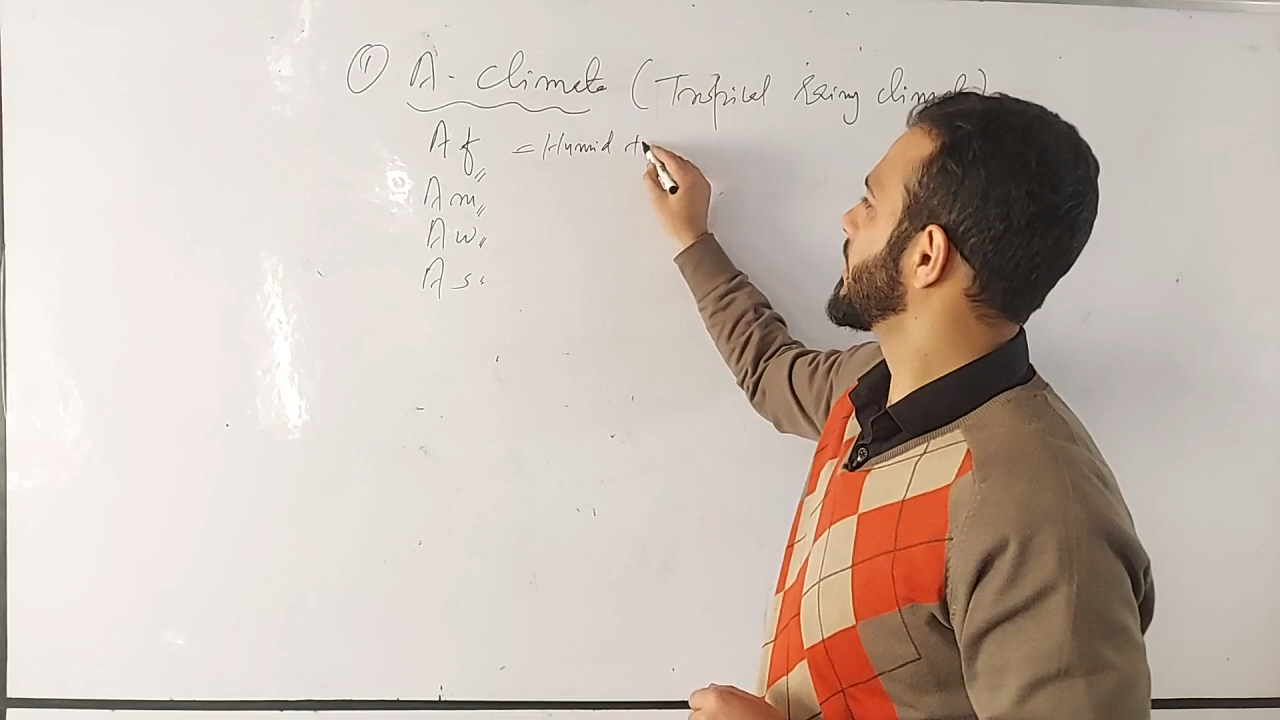 ① A- Climate (Tropical Rainy climate)
Af = Humid t
Am
Aw
As